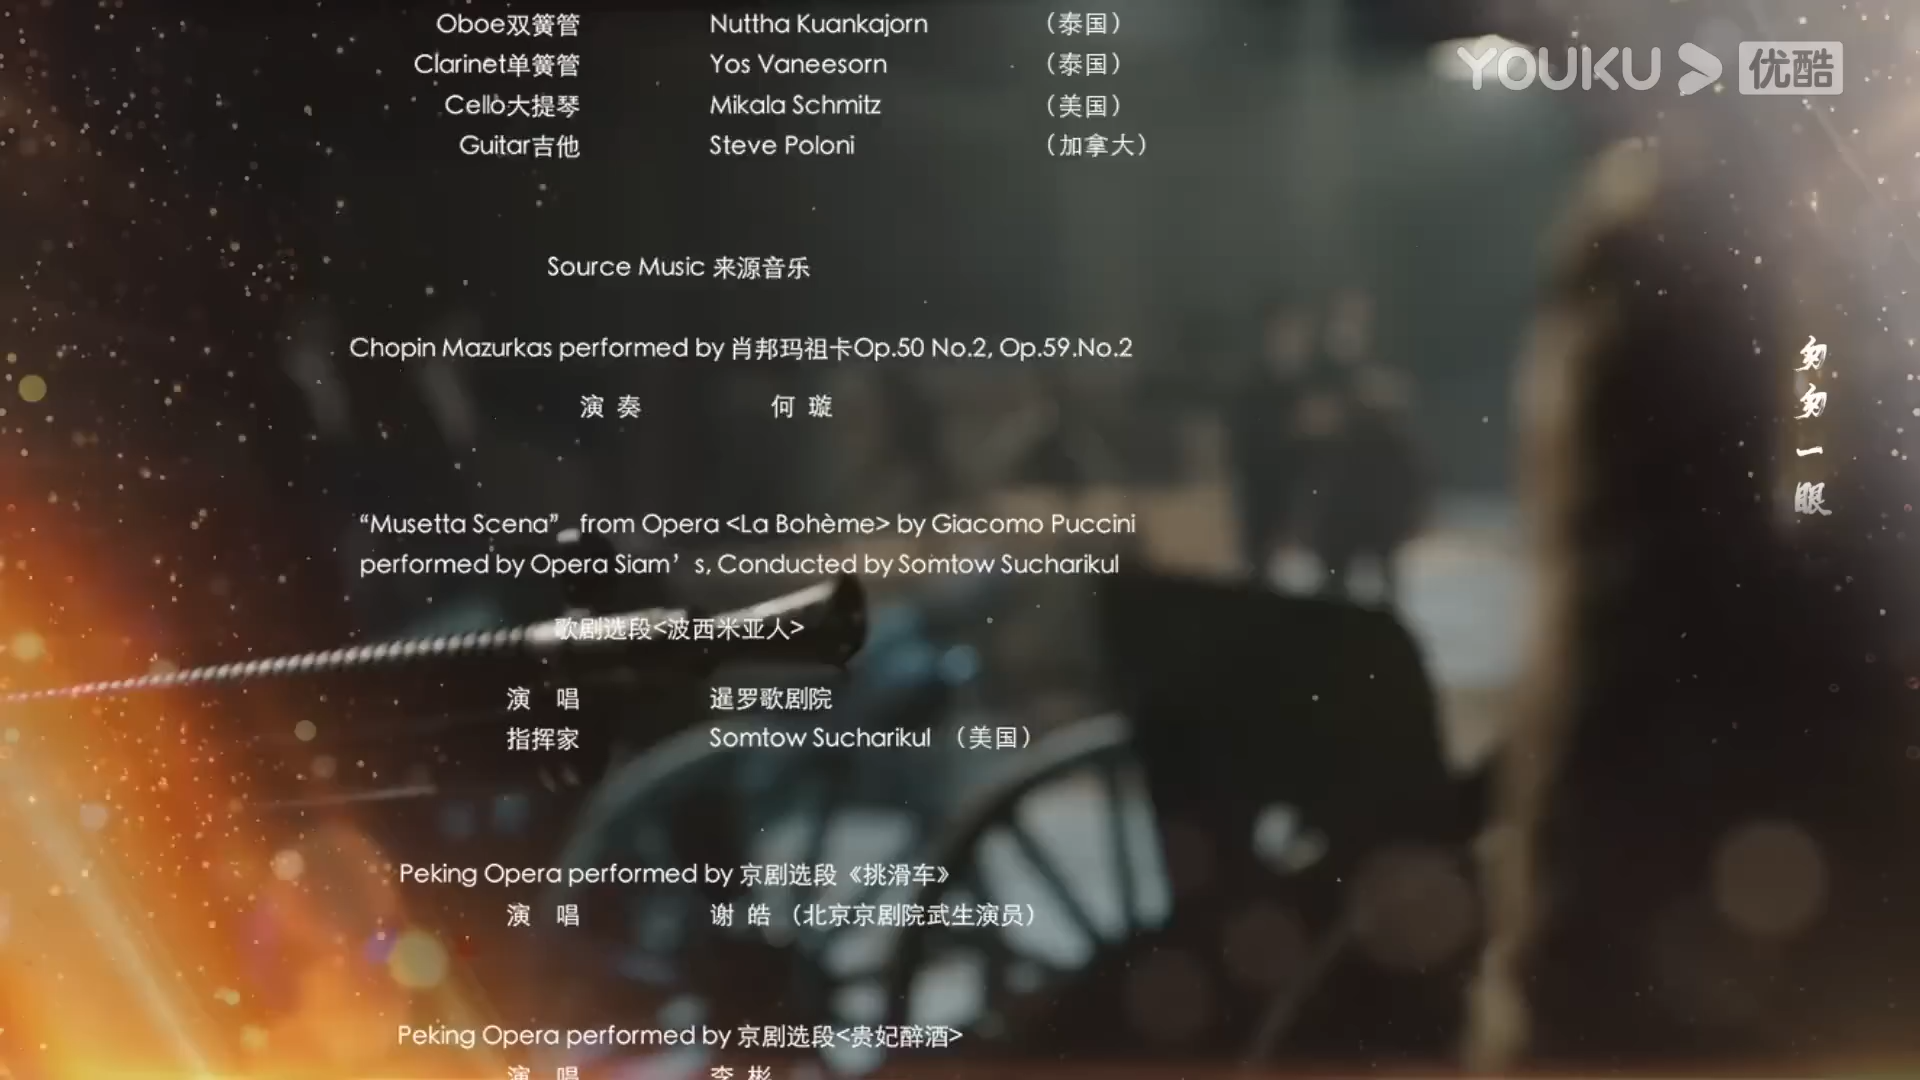 Oboe双簧管 Nuttha Kuankajorn （泰国）
Clarinet单簧管 Yos Vaneesorn （泰国）
Cello大提琴 Mikala Schmitz （美国）
Guitar吉他 Steve Poloni （加拿大）
YOUKU 优酷
Source Music 来源音乐
Chopin Mazurkas performed by 肖邦玛祖卡Op.50 No.2, Op.59.No.2
演 奏 何 璇
匆匆一眼
“Musetta Scena” from Opera <La Bohème> by Giacomo Puccini
performed by Opera Siam’ s, Conducted by Somtow Sucharikul
歌剧选段<波西米亚人>
演 唱 暹罗歌剧院
指挥家 Somtow Sucharikul （美国）
Peking Opera performed by 京剧选段《挑滑车》
演 唱 谢 皓 （北京京剧院武生演员）
Peking Opera performed by 京剧选段<贵妃醉酒>
演 唱 李 彬